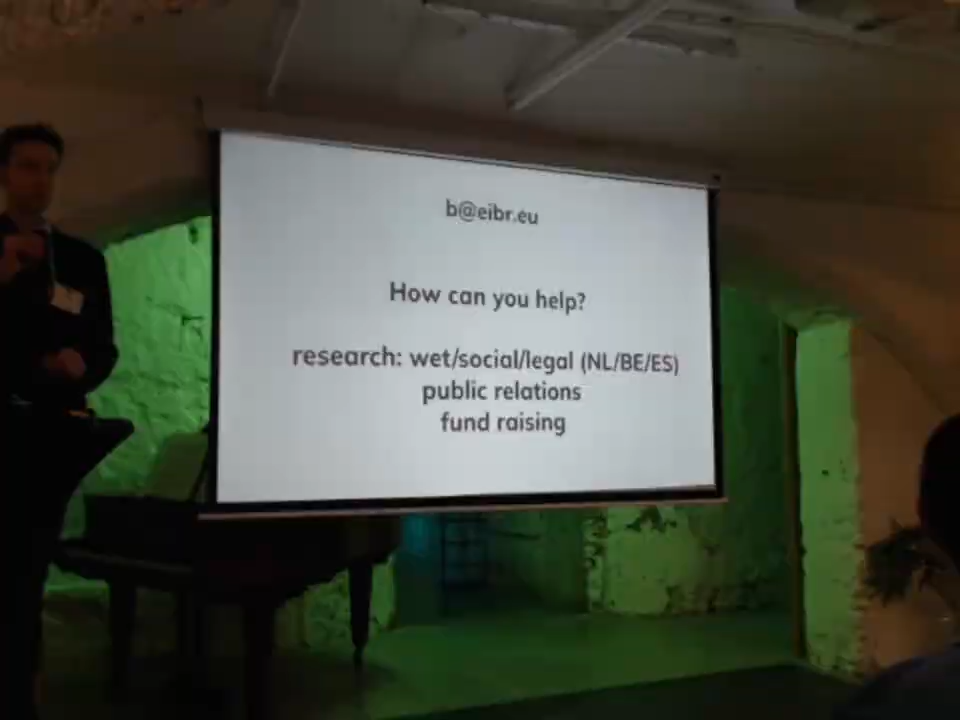 b@eibr.eu
How can you help?
research: wet/social/legal (NL/BE/ES)
public relations
fund raising